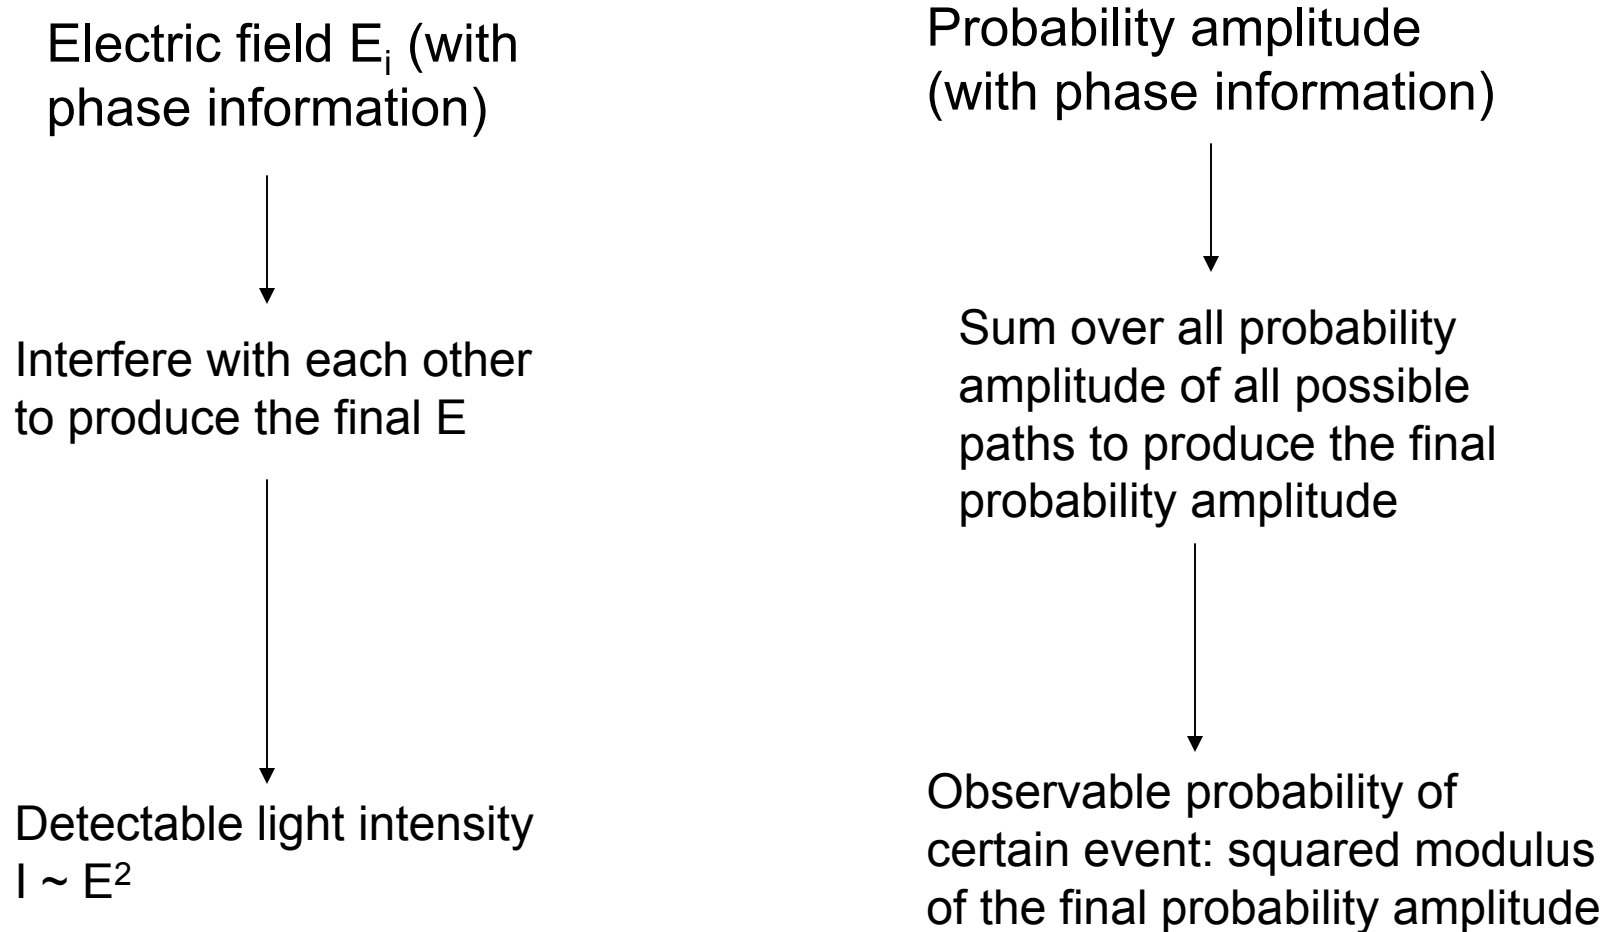 Electric field Eᵢ (with
phase information)
Interfere with each other
to produce the final E
Detectable light intensity
I ~ E²
Probability amplitude
(with phase information)
Sum over all probability
amplitude of all possible
paths to produce the final
probability amplitude
Observable probability of
certain event: squared modulus
of the final probability amplitude